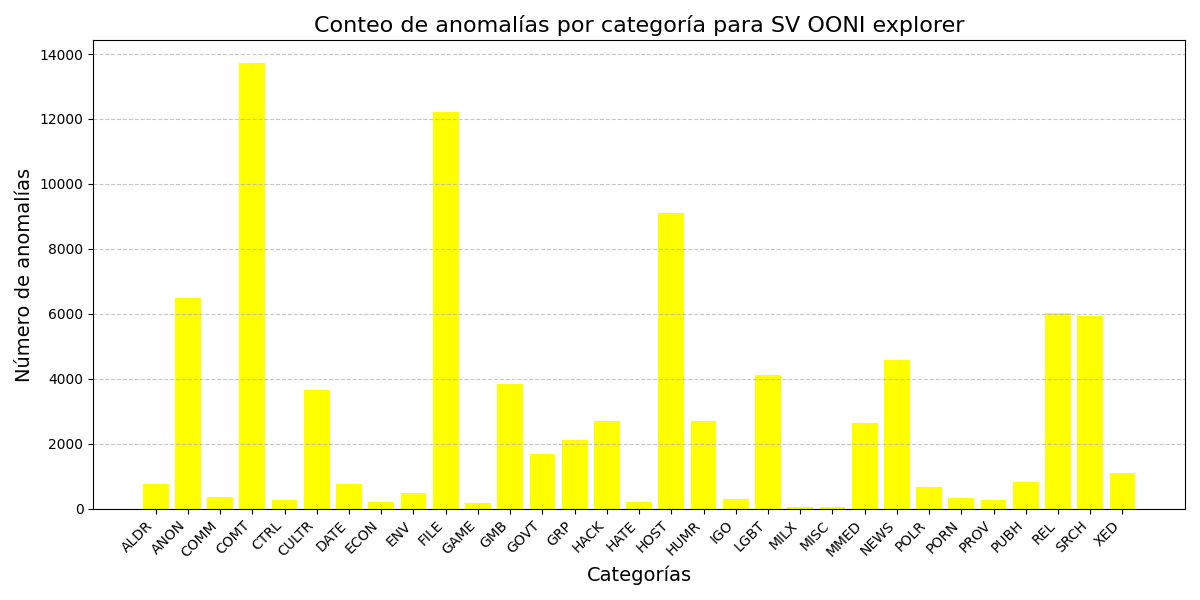 Conteo de anomalías por categoría para SV OONI explorer
Número de anomalías
14000
12000
10000
8000
6000
4000
2000
0
ALDR
ANON
COMM
COMT
CTRL
CULTR
DATE
ECON
ENV
FILE
GAME
GMB
GOVT
GRP
HACK
HATE
HOST
HUMR
IGO
LGBT
MILX
MISC
MMED
NEWS
POLR
PORN
PROV
PUBH
REL
SRCH
XED
Categorías